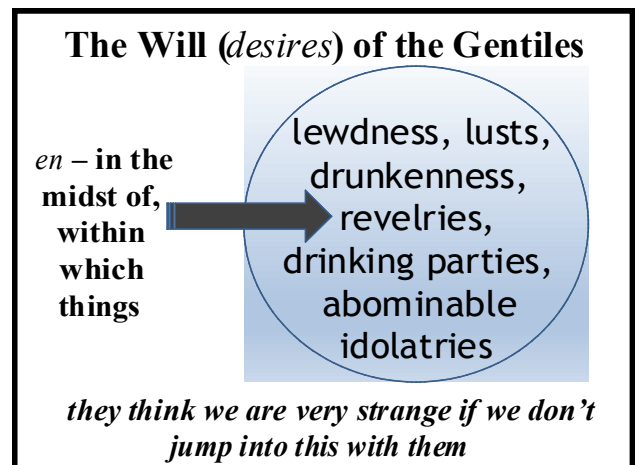 The Will (desires) of the Gentiles
en – in the
midst of,
within
which
things
lewdness, lusts,
drunkenness,
revelries,
drinking parties,
abominable
idolatries
they think we are very strange if we don’t
jump into this with them